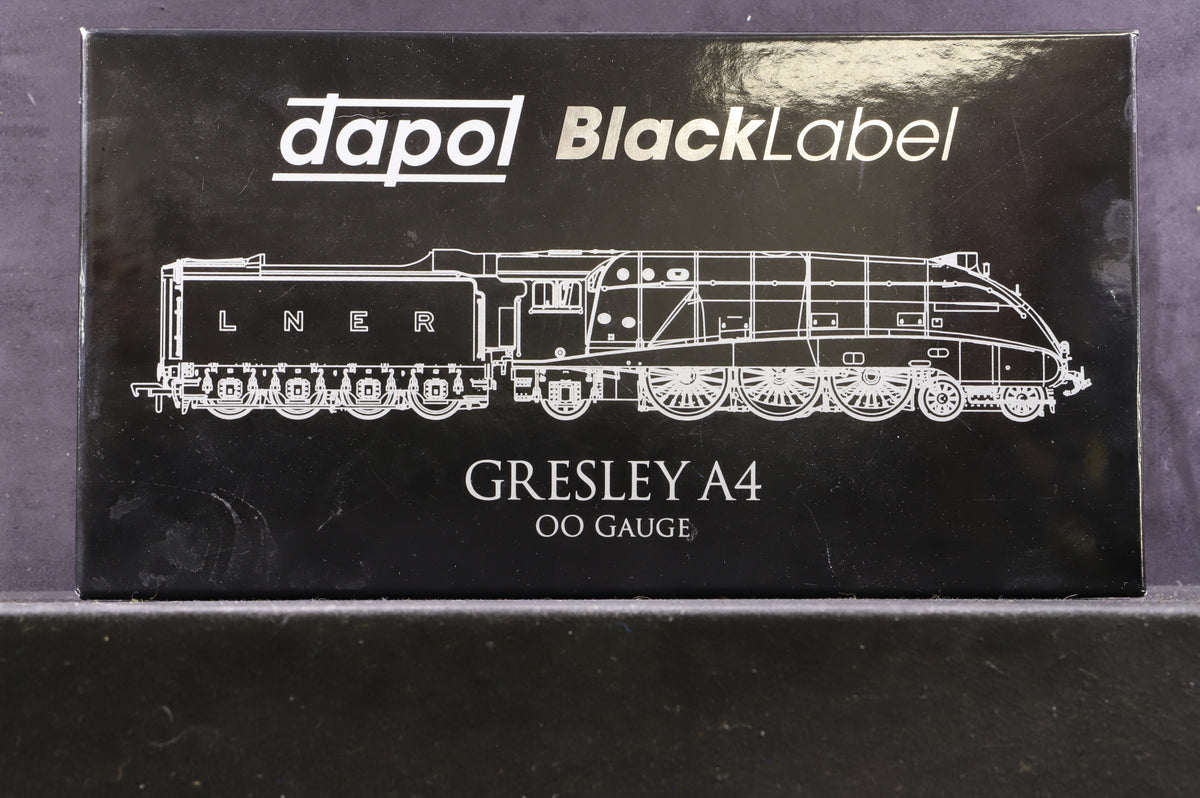 dapol BlackLabel
L N E R
GRESLEY A4
OO GAUGE